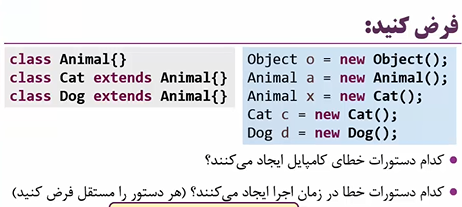 فرض کنید:
class Animal{}
class Cat extends Animal{}
class Dog extends Animal{}
Object o = new Object();
Animal a = new Animal();
Animal x = new Cat();
Cat c = new Cat();
Dog d = new Dog();
• کدام دستورات خطای کامپایل ایجاد می‌کنند؟
• کدام دستورات خطا در زمان اجرا ایجاد می‌کنند؟ (هر دستور را مستقل فرض کنید)